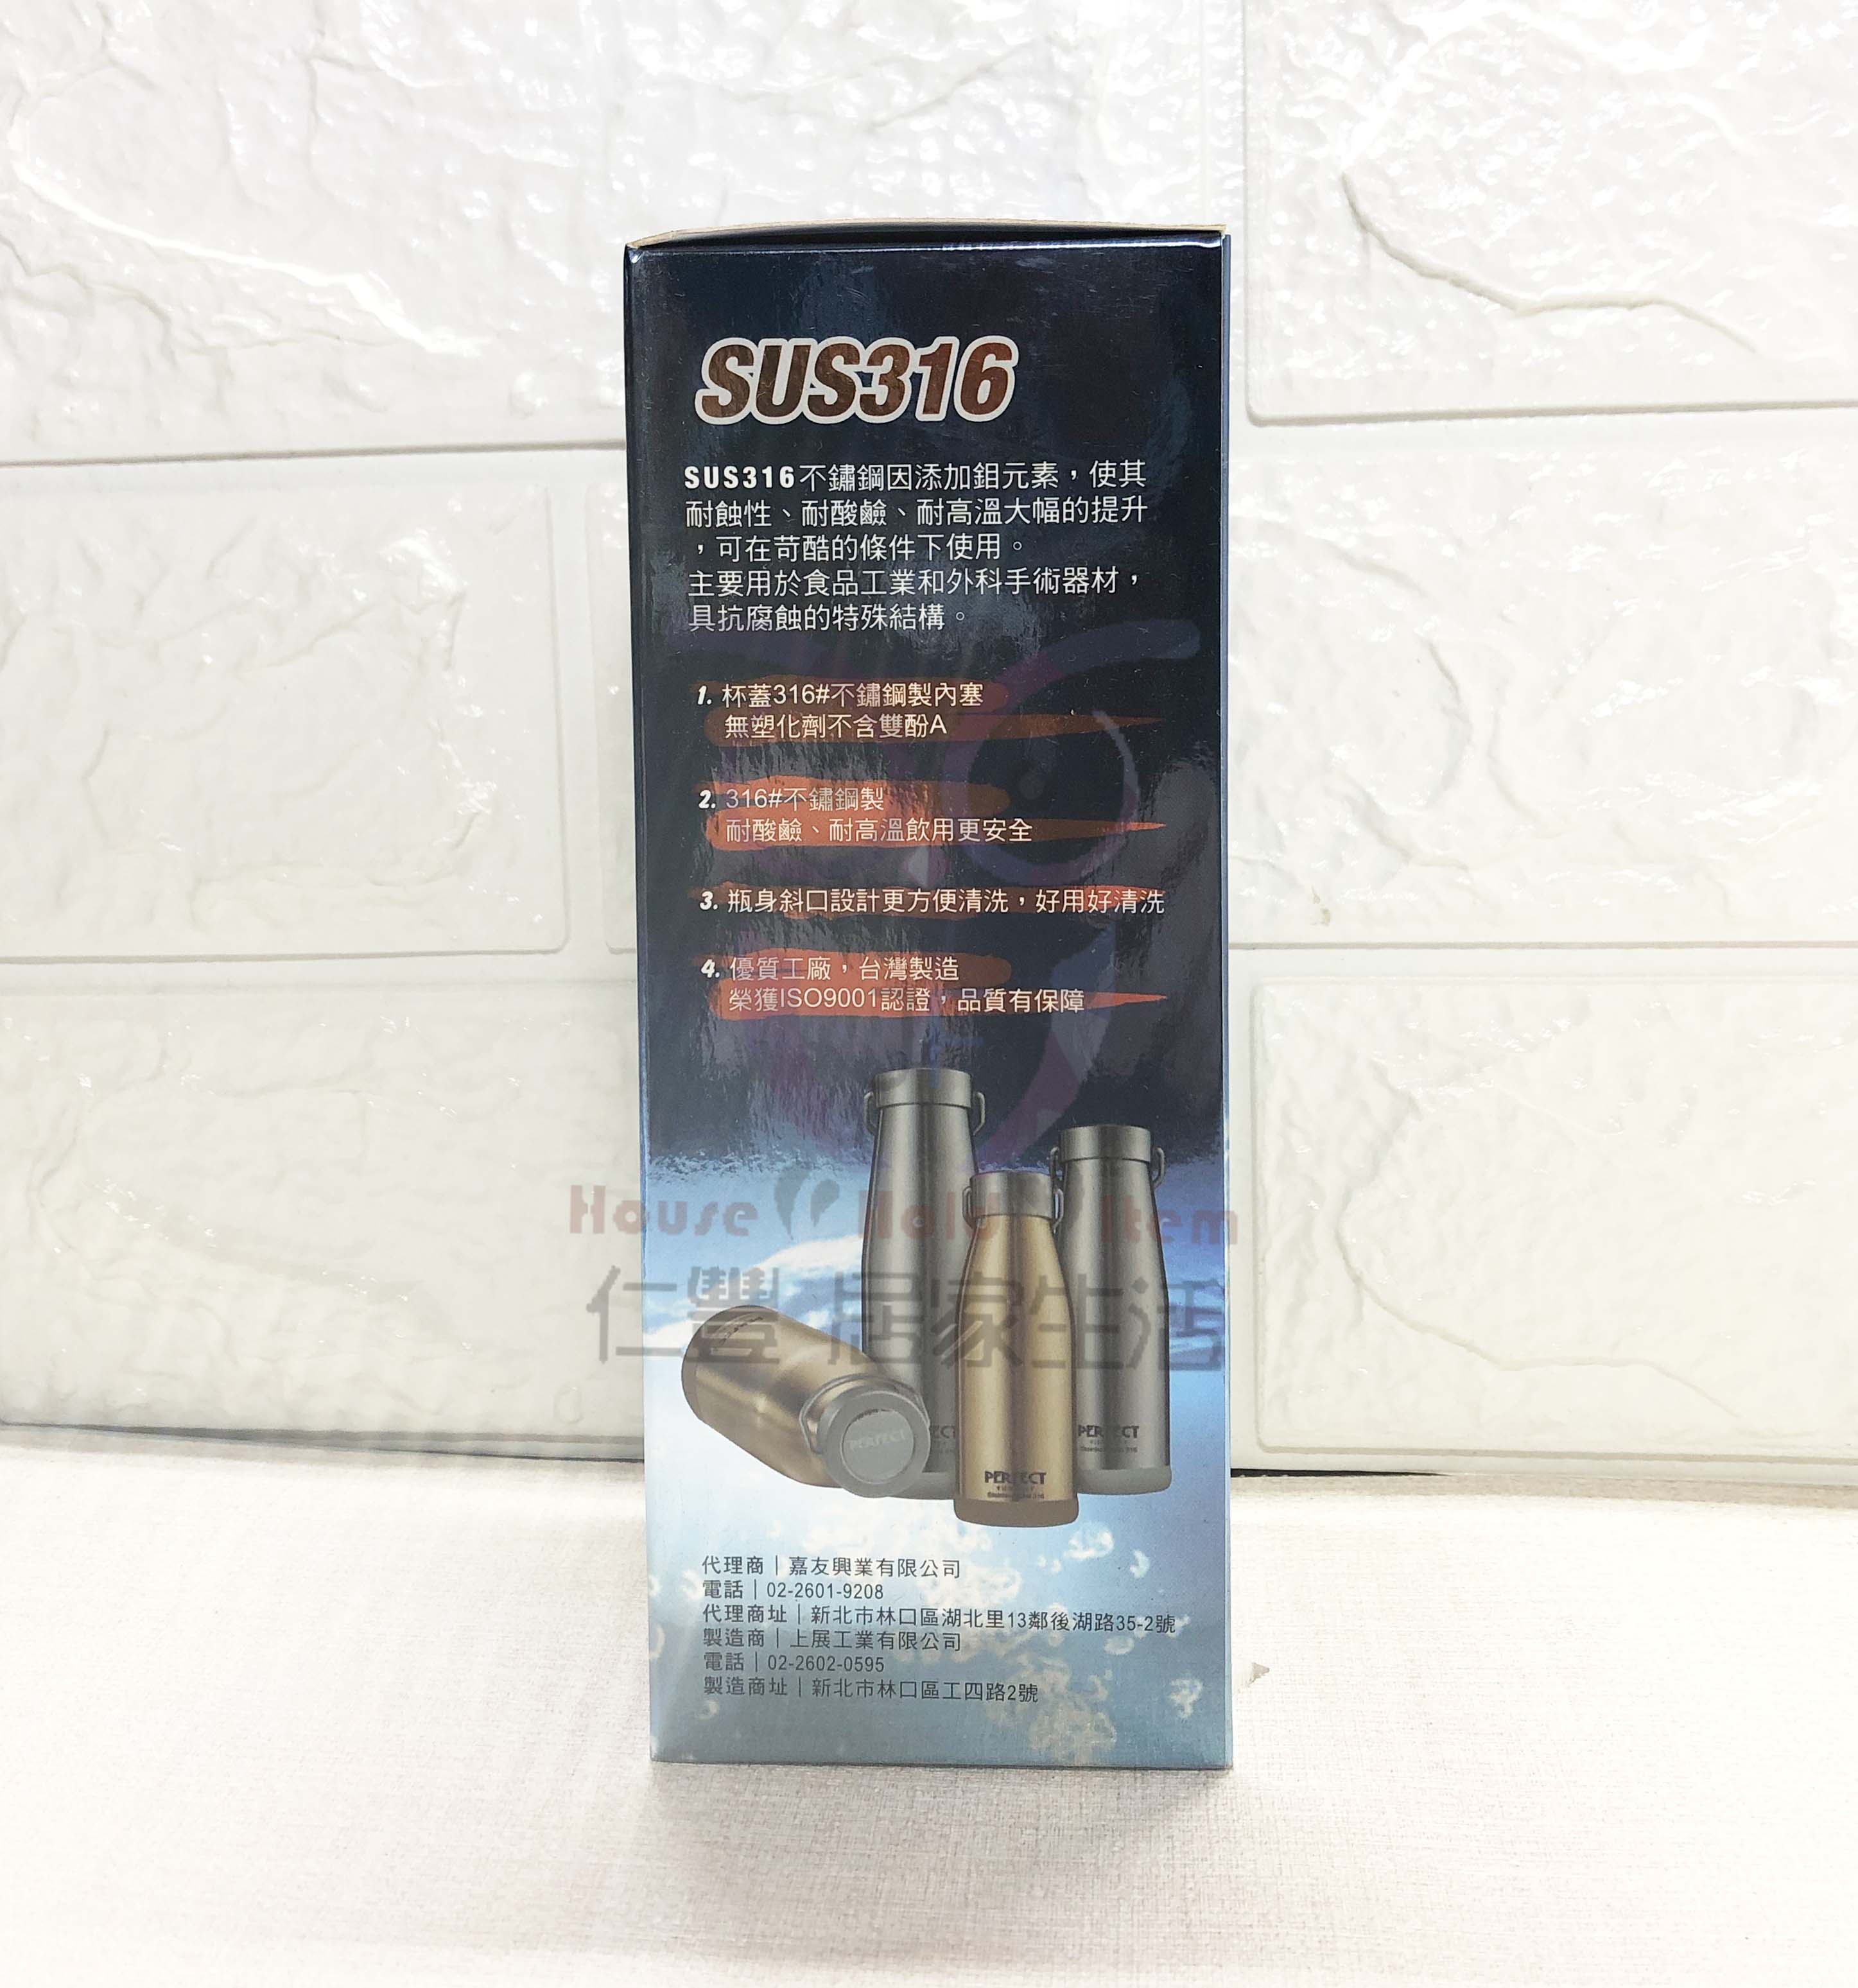 SUS316
SUS316不鏽鋼因添加鉬元素，使其
耐蝕性、耐酸鹼、耐高溫大幅的提升
，可在苛酷的條件下使用。
主要用於食品工業和外科手術器材，
具抗腐蝕的特殊結構。
1. 杯蓋316#不鏽鋼製內塞
無塑化劑不含雙酚A
2. 316#不鏽鋼製
耐酸鹼、耐高溫飲用更安全
3. 瓶身斜口設計更方便清洗，好用好清洗
4. 優質工廠，台灣製造
榮獲ISO9001認證，品質有保障
House Hold Item
仁豐 居家生活
PERFECT
PERFECT
PERFECT
代理商｜嘉友興業有限公司
電話｜02-2601-9208
代理商址｜新北市林口區湖北里13鄰後湖路35-2號
製造商｜上展工業有限公司
電話｜02-2602-0595
製造商址｜新北市林口區工四路2號